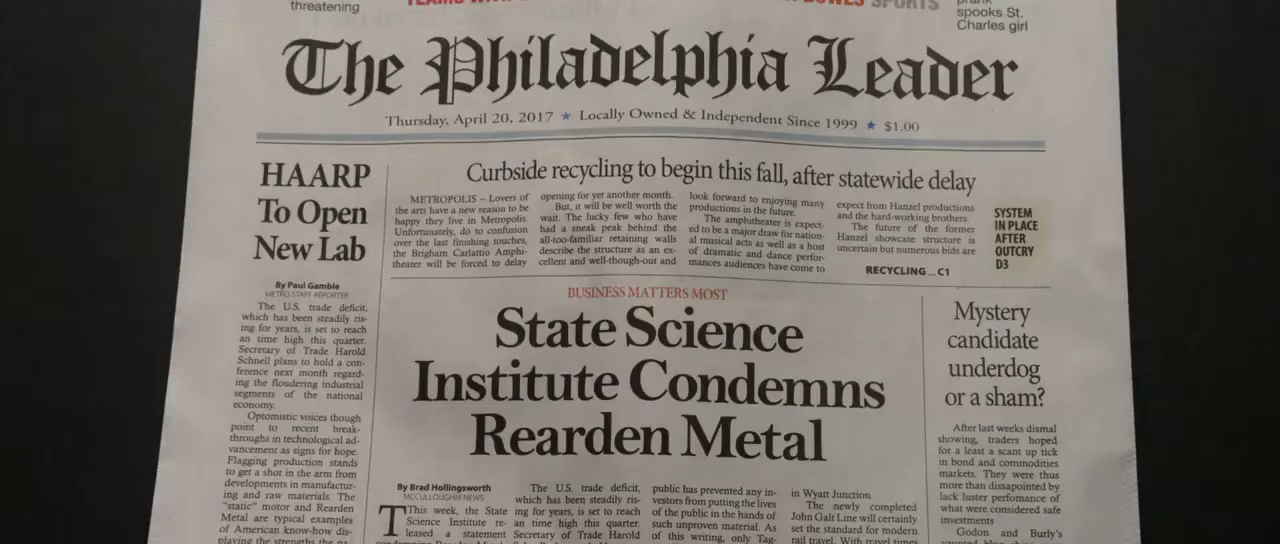 threatening
spooks St.
Charles girl
The Philadelphia Leader
Thursday, April 20, 2017 ★ Locally Owned & Independent Since 1999 ★ $1.00
HAARP
To Open
New Lab
By Paul Gamble
METRO STAFF REPORTER
The U.S. trade deficit,
which has been steadily ris-
ing for years, is set to reach
an time high this quarter.
Secretary of Trade Harold
Schnell plans to hold a con-
ference next month regard-
ing the floundering industrial
segments of the national
economy.
Optomistic voices though
point to recent break-
throughs in technological ad-
vancement as signs for hope.
Flagging production stands
to get a shot in the arm from
developments in manufactur-
ing and raw materials. The
"static" motor and Rearden
Metal are typical examples
of American know-how dis-
playing the strengths the na-
Curbside recycling to begin this fall, after statewide delay
METROPOLIS – Lovers of
the arts have a new reason to be
happy they live in Metropolis.
Unfortunately, do to confusion
over the last finishing touches,
the Brigham Carlattio Amphi-
theater will be forced to delay
opening for yet another month.
But, it will be well worth the
wait. The lucky few who have
had a sneak peak behind the
all-too-familiar retaining walls
describe the structure as an ex-
cellent and well-though-out and
look forward to enjoying many
productions in the future.
The amphitheater is expect-
ed to be a major draw for nation-
al musical acts as well as a host
of dramatic and dance perfor-
mances audiences have come to
expect from Hanzel productions
and the hard-working brothers.
The future of the former
Hanzel showcase structure is
uncertain but numerous bids are
RECYCLING ... C1
SYSTEM
IN PLACE
AFTER
OUTCRY
D3
BUSINESS MATTERS MOST
State Science
Institute Condemns
Rearden Metal
By Brad Hollingsworth
MCCULLOUGHM NEWS
This week, the State
Science Institute re-
leased a statement
The U.S. trade deficit,
which has been steadily ris-
ing for years, is set to reach
an time high this quarter.
Secretary of Trade Harold
public has prevented any in-
vestors from putting the lives
of the public in the hands of
such unproven material. As
of this writing, only Tag-
in Wyatt Junction.
The newly completed
John Galt Line will certainly
set the standard for modern
rail travel. With travel times
Mystery
candidate
underdog
or a sham?
After last weeks dismal
showing, traders hoped
for a least a scant up tick
in bond and commodities
markets. They were thus
more than dissapointed by
lack luster perfomance of
what were considered safe
investments
Godon and Burly's